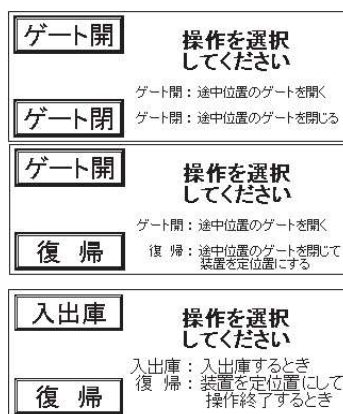 ゲート開
操作を選択
してください
ゲート開：途中位置のゲートを開く
ゲート閉
ゲート閉：途中位置のゲートを閉じる
ゲート開
操作を選択
してください
ゲート開：途中位置のゲートを開く
復 帰
復 帰：途中位置のゲートを閉じて
装置を定位置にする
入出庫
操作を選択
してください
入出庫：入出庫するとき
復 帰
復 帰：装置を定位置にして
操作終了するとき